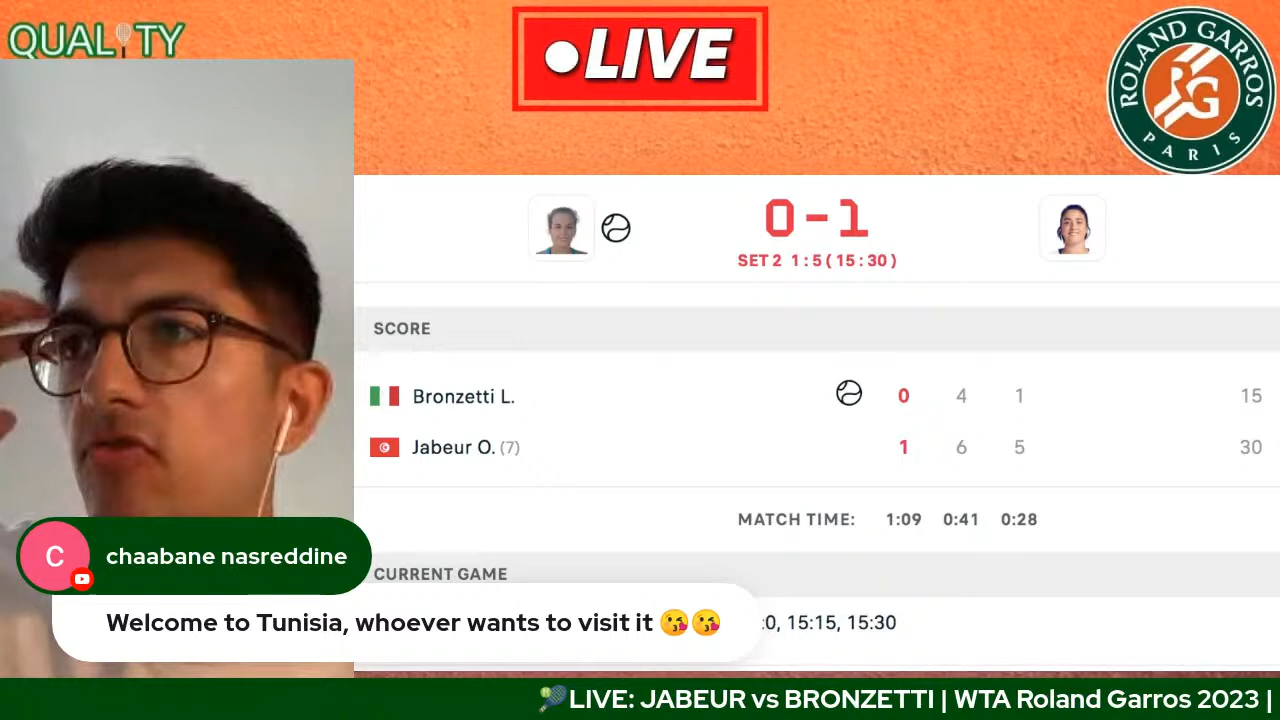 QUALITY
LIVE
ROLAND GARROS
RG
PARIS
0-1
SET 2 1:5 (15:30)
SCORE
Bronzetti L. 0 4 1 15
Jabeur O. (7) 1 6 5 30
MATCH TIME: 1:09 0:41 0:28
CURRENT GAME
:0, 15:15, 15:30
C
chaabane nasreddine
Welcome to Tunisia, whoever wants to visit it 😘😘
🎾LIVE: JABEUR vs BRONZETTI | WTA Roland Garros 2023 |